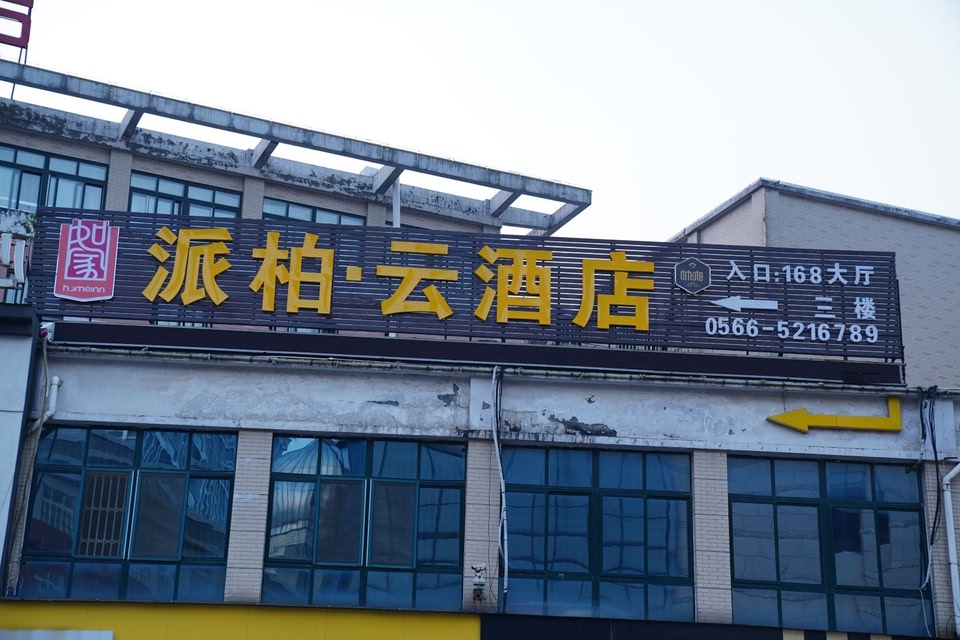 如家
homeinn
派柏·云酒店
入口:168大厅
三楼
0566-5216789